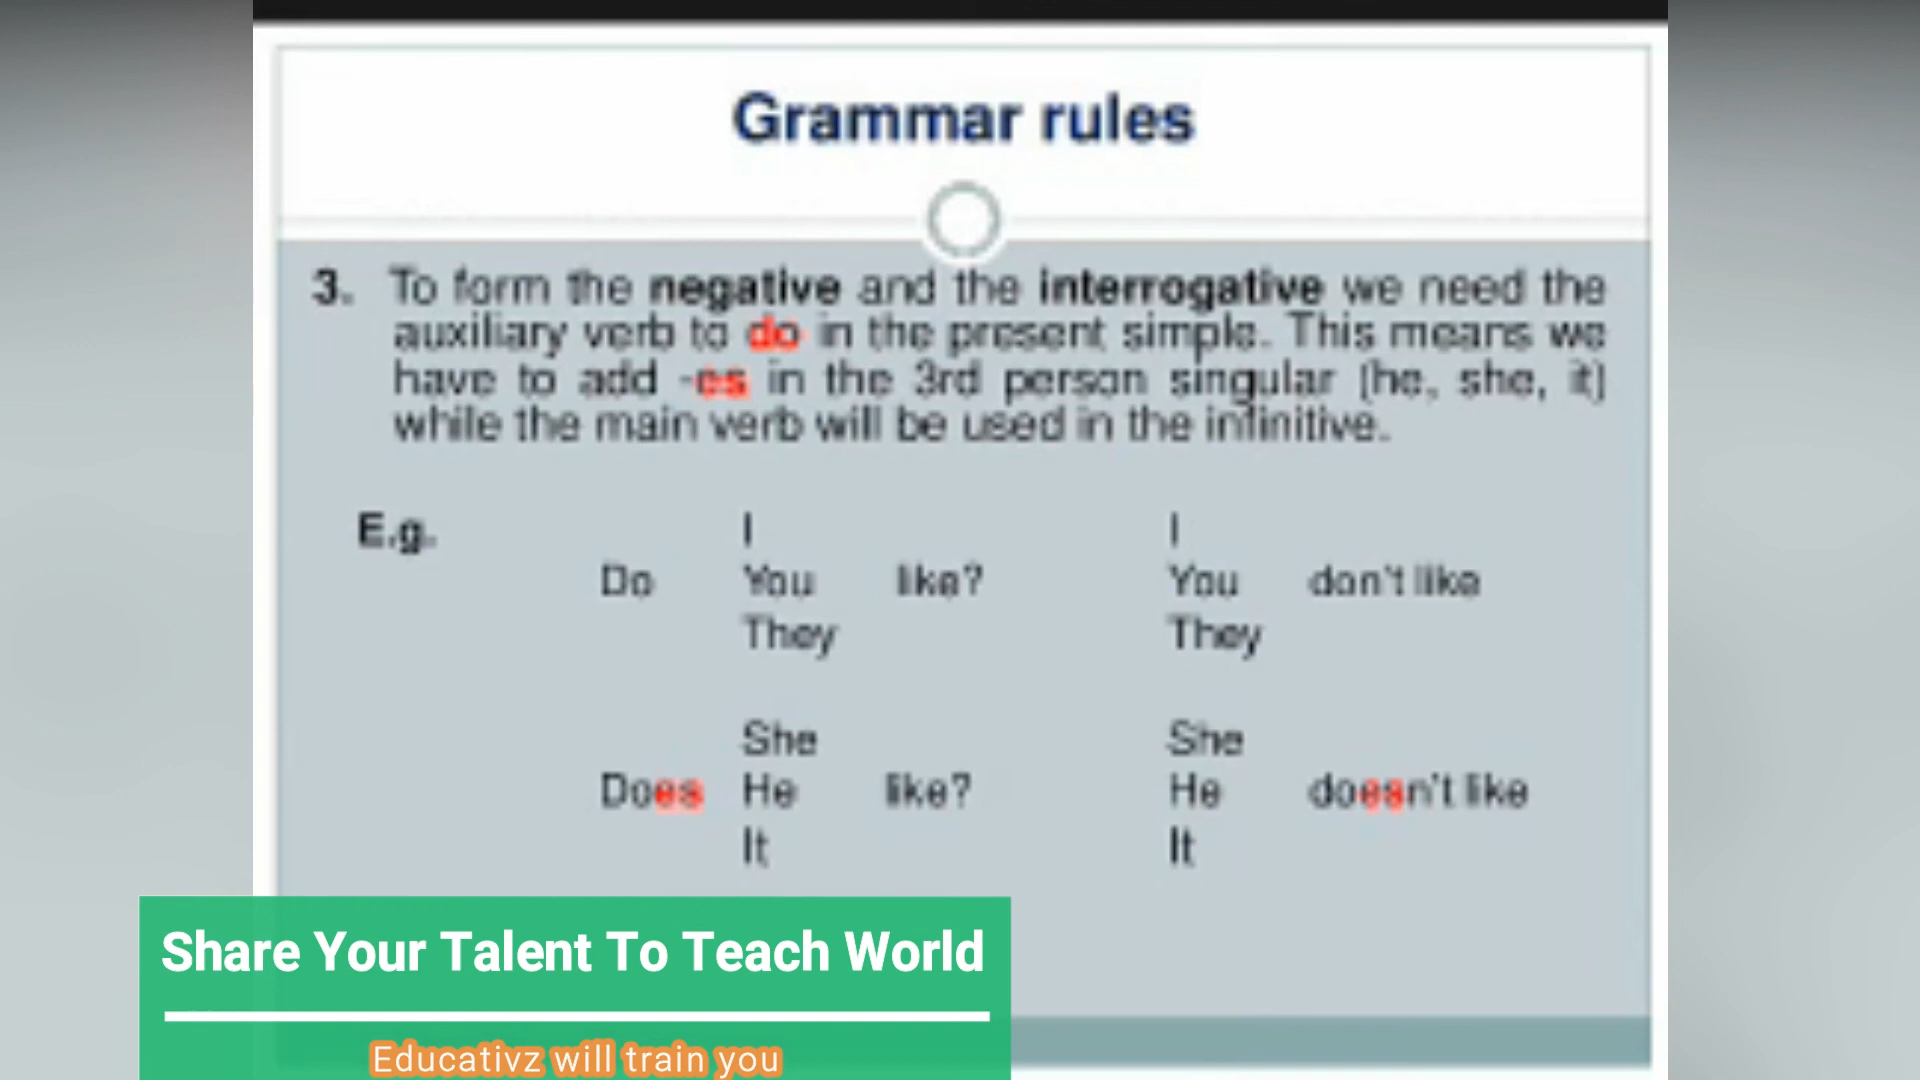 Grammar rules
3. To form the negative and the interrogative we need the
auxiliary verb to do in the present simple. This means we
have to add -es in the 3rd person singular (he, she, it)
while the main verb will be used in the infinitive.
E.g.
I I
Do You like? You don't like
They They
She She
Does He like? He doesn't like
It It
Share Your Talent To Teach World
Educativz will train you